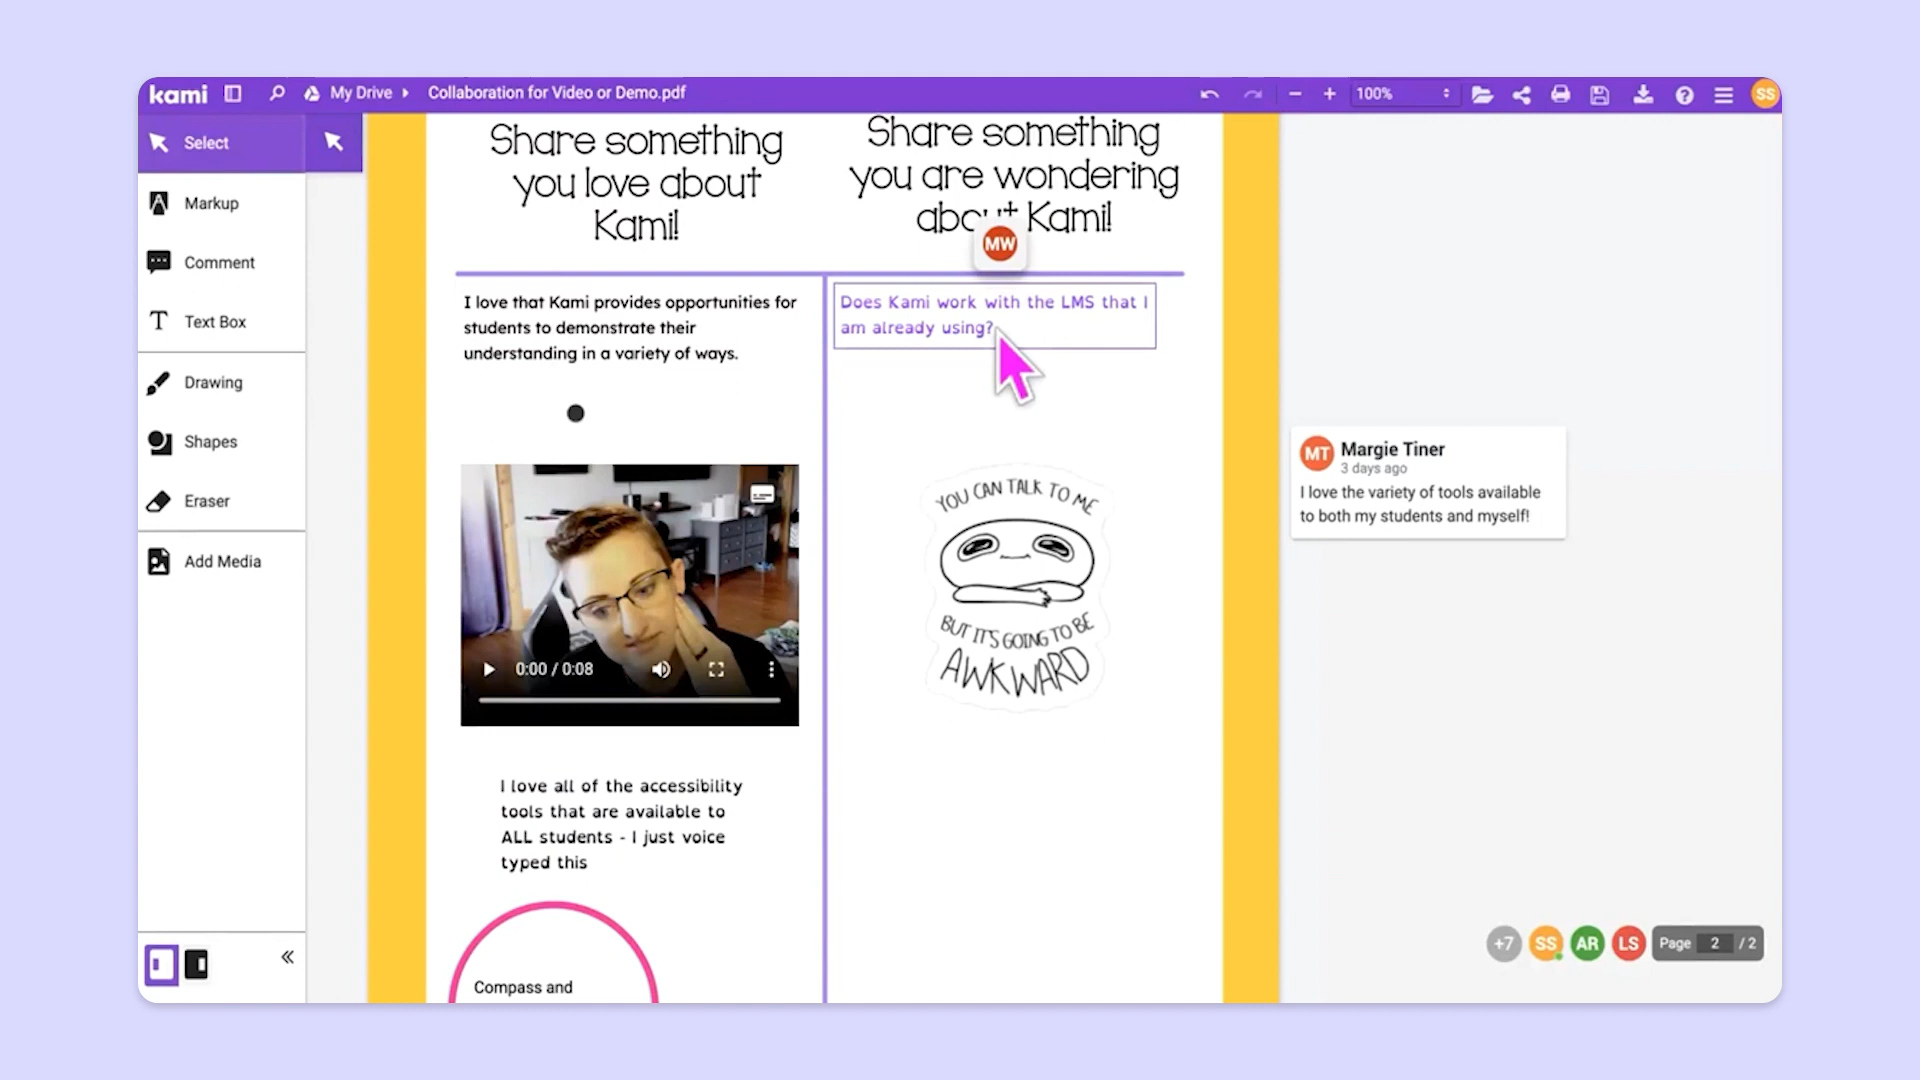 kami
My Drive
Collaboration for Video or Demo.pdf
100%
SS
Select
Markup
Comment
Text Box
Drawing
Shapes
Eraser
Add Media
Share something
you love about
Kami!
Share something
you are wondering
about Kami!
MW
I love that Kami provides opportunities for
students to demonstrate their
understanding in a variety of ways.
Does Kami work with the LMS that I
am already using?
0:00 / 0:08
YOU CAN TALK TO ME
BUT IT'S GOING TO BE
AWKWARD
I love all of the accessibility
tools that are available to
ALL students - I just voice
typed this
Compass and
MT
Margie Tiner
3 days ago
I love the variety of tools available
to both my students and myself!
+7
SS
AR
LS
Page 2 / 2